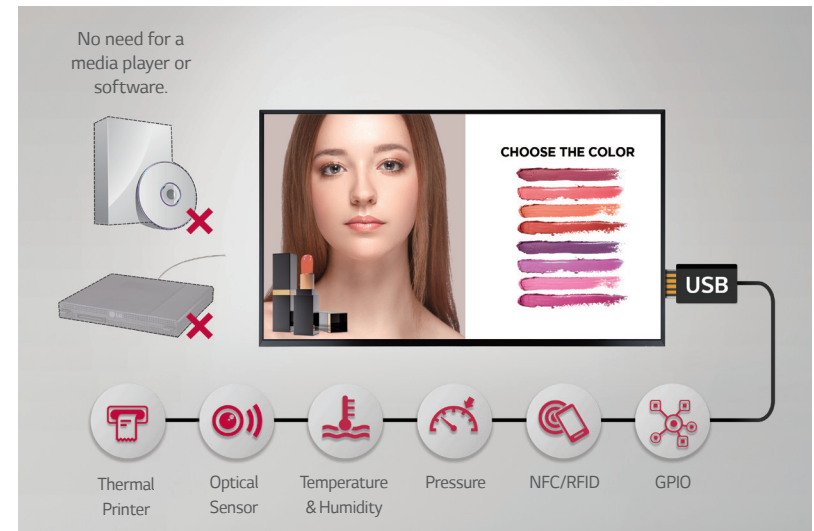 No need for a
media player or
software.
CHOOSE THE COLOR
USB
Thermal
Printer
Optical
Sensor
Temperature
& Humidity
Pressure
NFC/RFID
GPIO